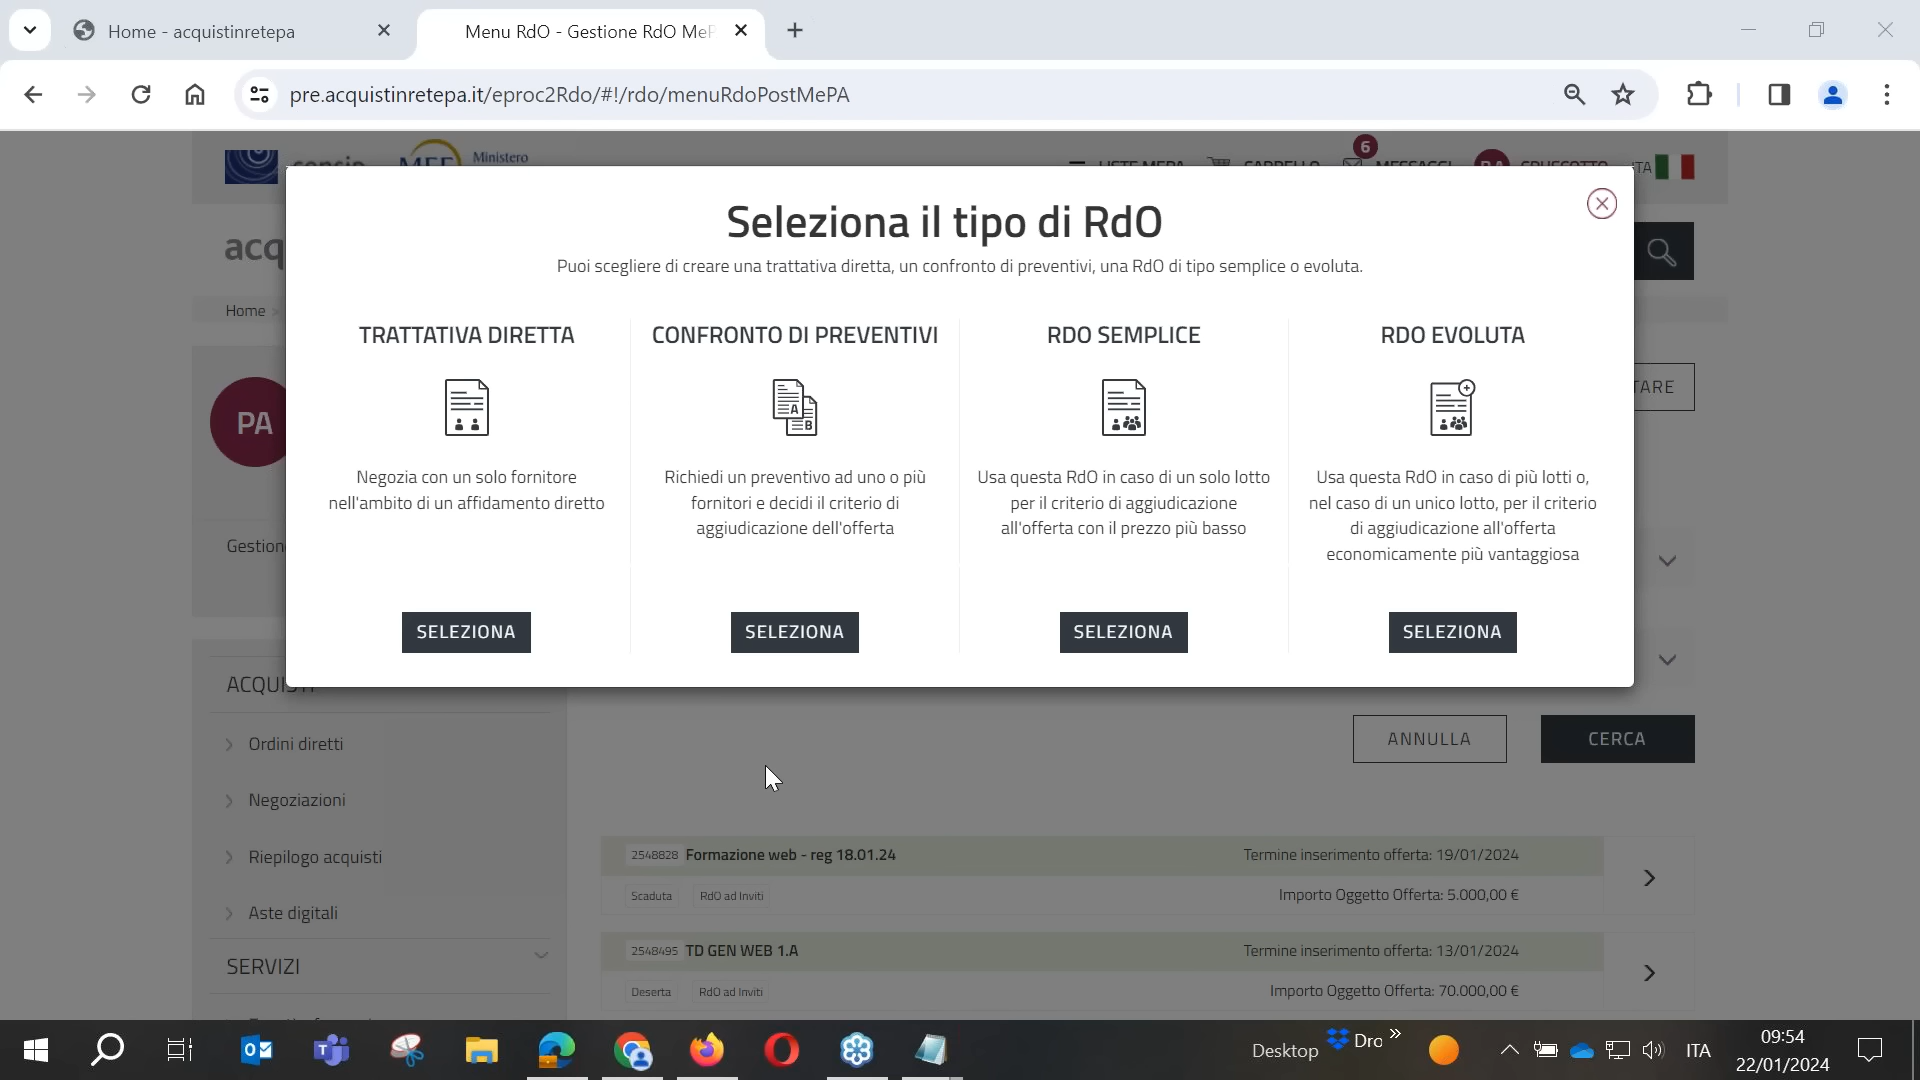 Home - acquistinretepa
Menu RdO - Gestione RdO MeP
pre.acquistinretepa.it/eproc2Rdo/#!/rdo/menuRdoPostMePA
Ministero
6
ITA
Seleziona il tipo di RdO
Puoi scegliere di creare una trattativa diretta, un confronto di preventivi, una RdO di tipo semplice o evoluta.
acq
Home >
TRATTATIVA DIRETTA
CONFRONTO DI PREVENTIVI
RDO SEMPLICE
RDO EVOLUTA
PA
TARE
A
B
Negozia con un solo fornitore
nell'ambito di un affidamento diretto
Richiedi un preventivo ad uno o più
fornitori e decidi il criterio di
aggiudicazione dell'offerta
Usa questa RdO in caso di un solo lotto
per il criterio di aggiudicazione
all'offerta con il prezzo più basso
Usa questa RdO in caso di più lotti o,
nel caso di un unico lotto, per il criterio
di aggiudicazione all'offerta
economicamente più vantaggiosa
Gestion
SELEZIONA
SELEZIONA
SELEZIONA
SELEZIONA
ACQUISTI
Ordini diretti
Negoziazioni
Riepilogo acquisti
Aste digitali
SERVIZI
ANNULLA
CERCA
2548828 Formazione web - reg 18.01.24
Termine inserimento offerta: 19/01/2024
Scaduta
RdO ad Inviti
Importo Oggetto Offerta: 5.000,00 €
2548495 TD GEN WEB 1.A
Termine inserimento offerta: 13/01/2024
Deserta
RdO ad Inviti
Importo Oggetto Offerta: 70.000,00 €
Desktop
Dro
ITA
09:54
22/01/2024